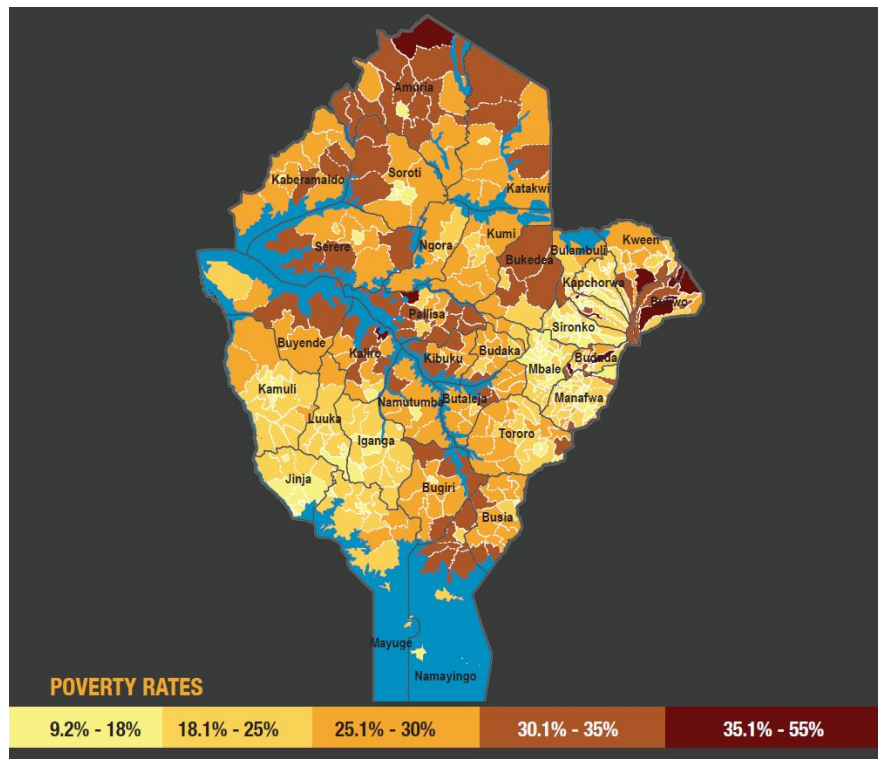 Amuria
Kaberamaido
Soroti
Katakwi
Serere
Ngora
Kumi
Bukedea
Bulambuli
Kween
Kapchorwa
Bukwo
Pallisa
Sironko
Buyende
Kaliro
Kibuku
Budaka
Mbale
Bududa
Kamuli
Namutumba
Butaleja
Manafwa
Luuka
Iganga
Tororo
Jinja
Bugiri
Busia
Mayuge
Namayingo
POVERTY RATES
9.2% - 18% 18.1% - 25% 25.1% - 30% 30.1% - 35% 35.1% - 55%